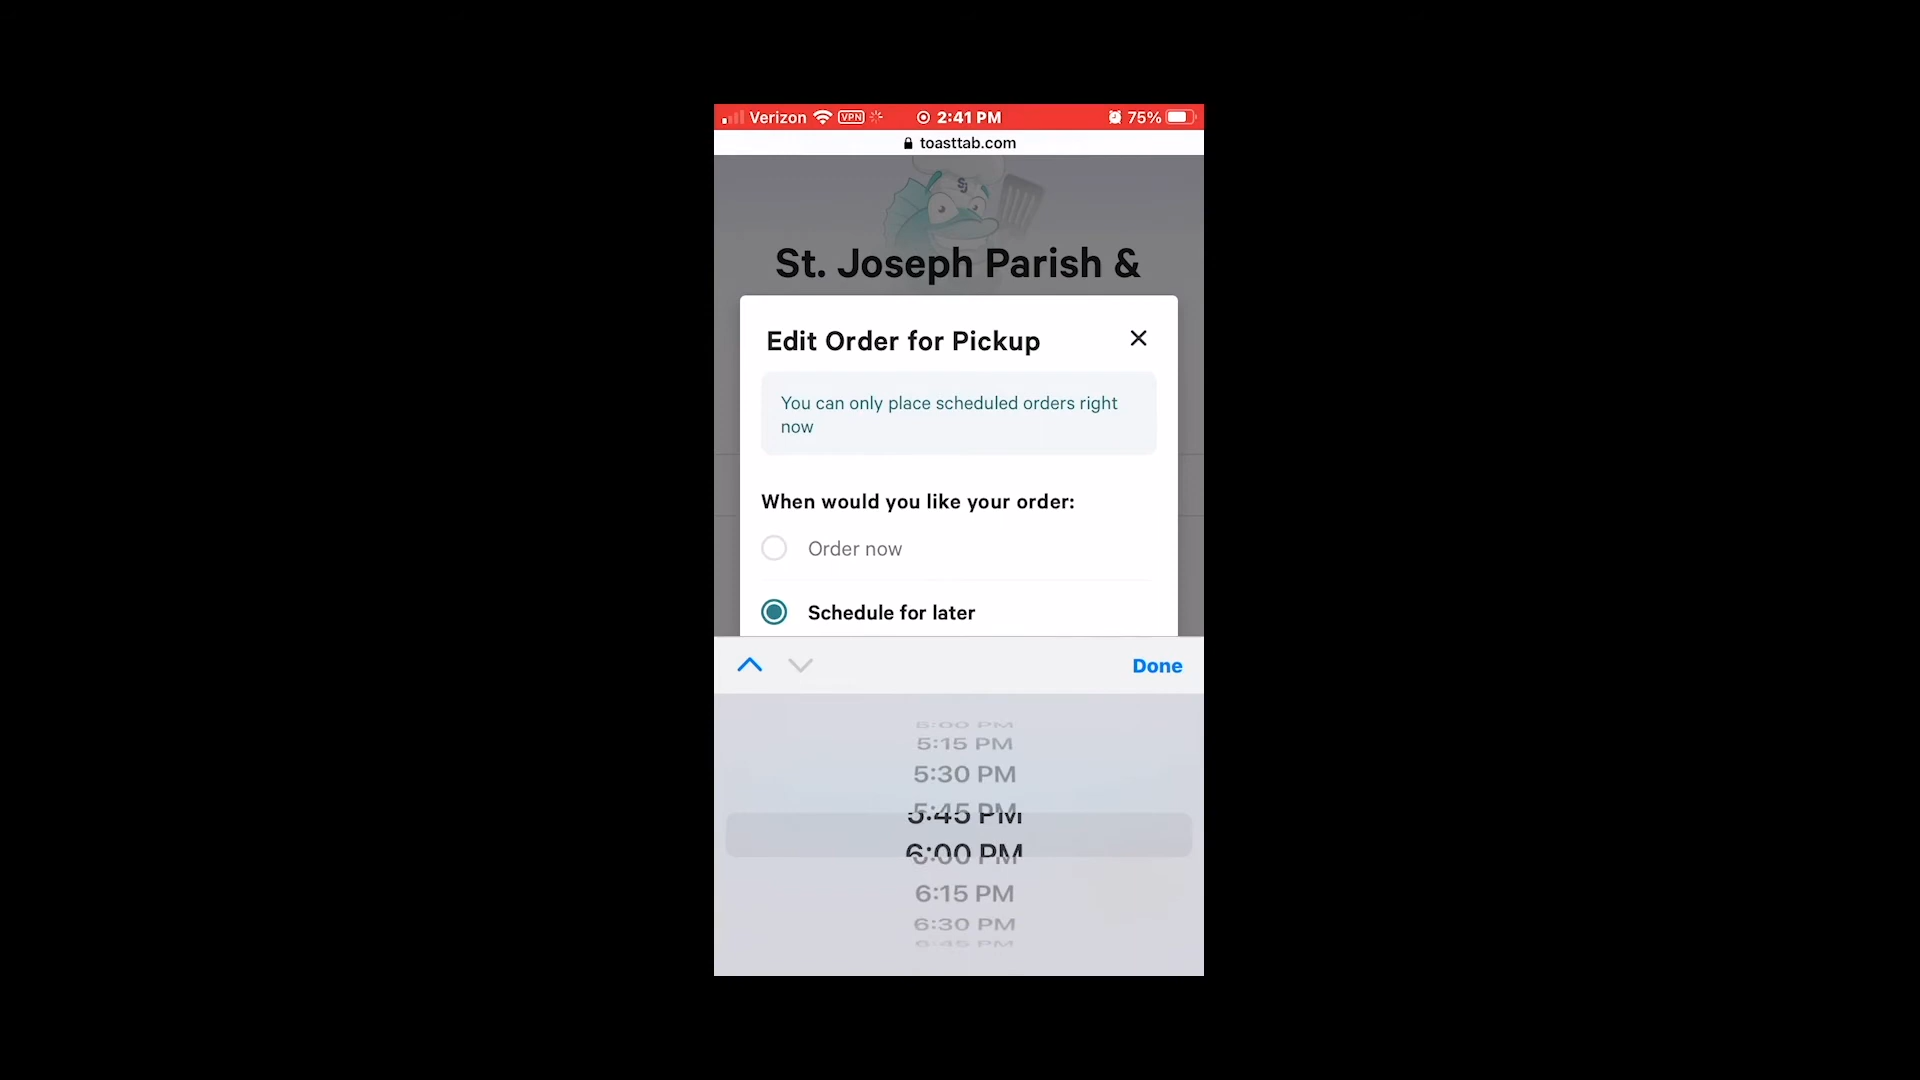 Verizon VPN 2:41 PM 75%
toasttab.com
SJ
St. Joseph Parish &
Edit Order for Pickup
You can only place scheduled orders right
now
When would you like your order:
Order now
Schedule for later
Done
5:00 PM
5:15 PM
5:30 PM
5:45 PM
6:00 PM
6:15 PM
6:30 PM
6:45 PM